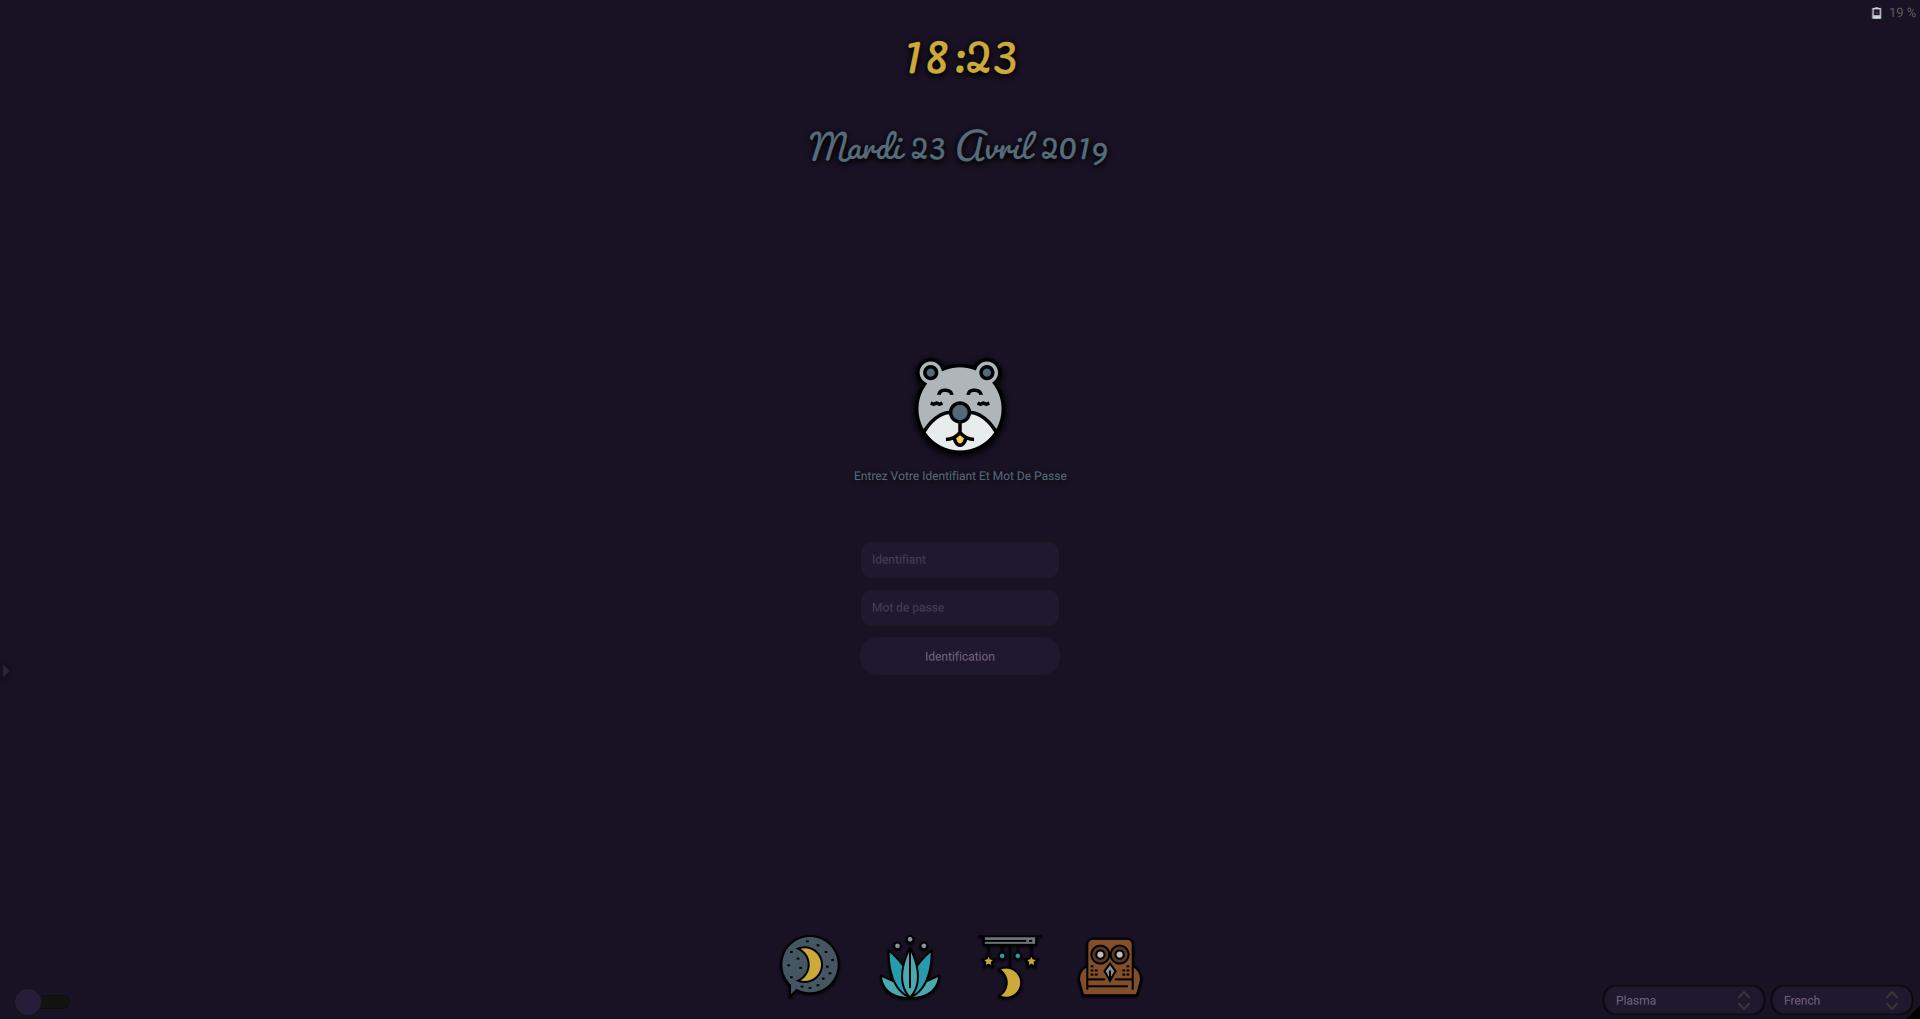 19 %
18:23
Mardi 23 Avril 2019
Entrez Votre Identifiant Et Mot De Passe
Identifiant
Mot de passe
Identification
Plasma
French